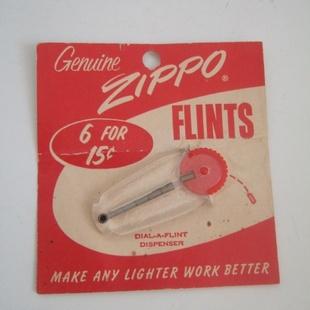 Genuine
ZIPPO®
FLINTS
6 FOR
15¢
DIAL-A-FLINT
DISPENSER
MAKE ANY LIGHTER WORK BETTER